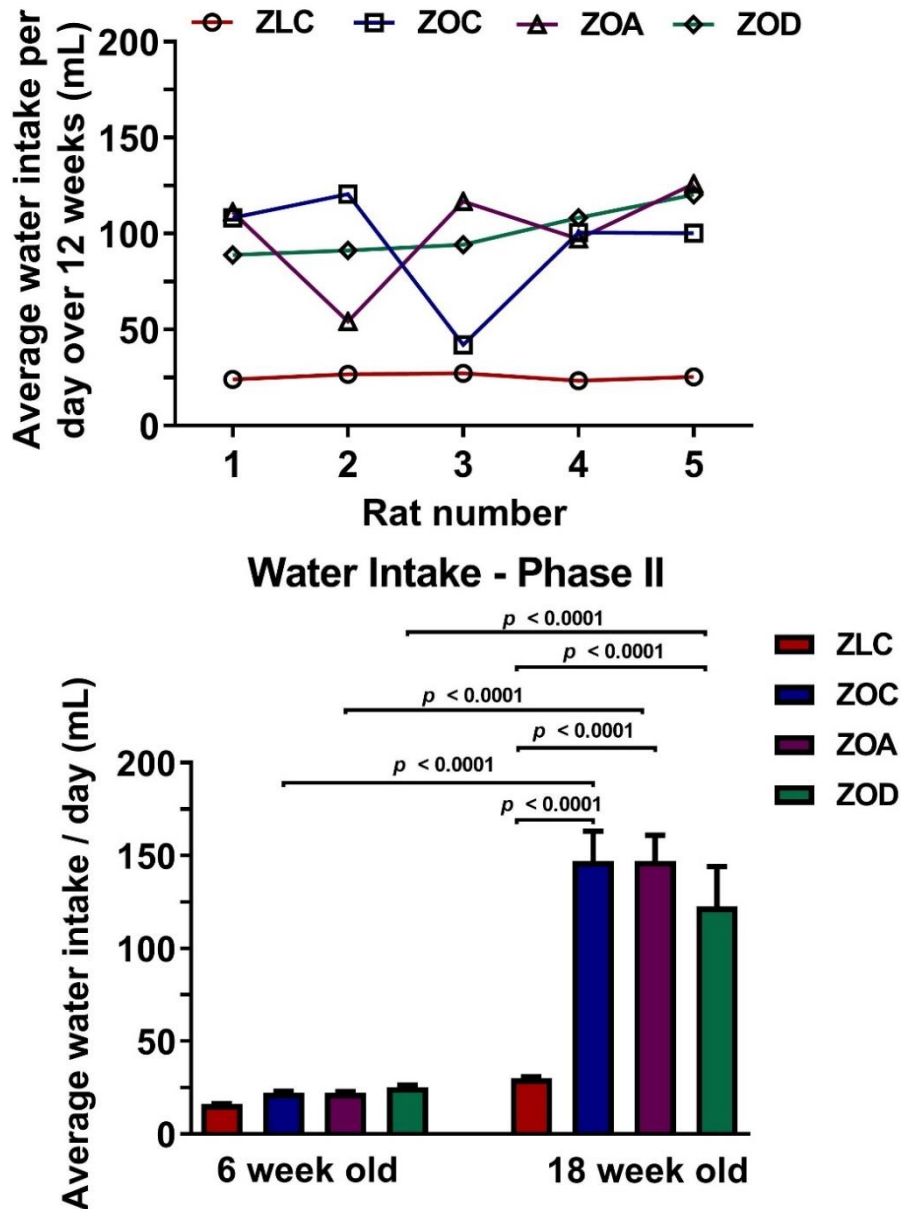 ZLC ZOC ZOA ZOD
Average water intake per
day over 12 weeks (mL)
200
150
100
50
0
1 2 3 4 5
Rat number
Water Intake - Phase II
p < 0.0001
p < 0.0001
p < 0.0001
p < 0.0001
p < 0.0001
p < 0.0001
ZLC
ZOC
ZOA
ZOD
Average water intake / day (mL)
200
150
100
50
0
6 week old 18 week old